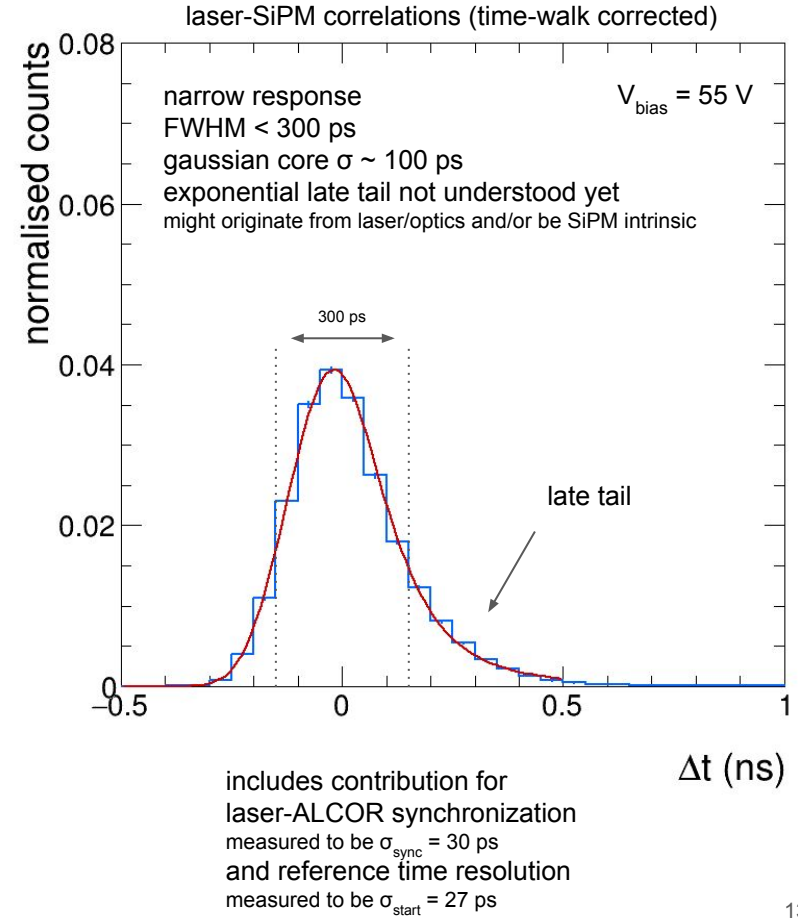 laser-SiPM correlations (time-walk corrected)
normalised counts
0.08
0.06
0.04
0.02
0
narrow response
FWHM < 300 ps
gaussian core σ ~ 100 ps
exponential late tail not understood yet
might originate from laser/optics and/or be SiPM intrinsic
V_bias = 55 V
300 ps
late tail
−0.5 0 0.5 1
Δt (ns)
includes contribution for
laser-ALCOR synchronization
measured to be σ_sync = 30 ps
and reference time resolution
measured to be σ_start = 27 ps